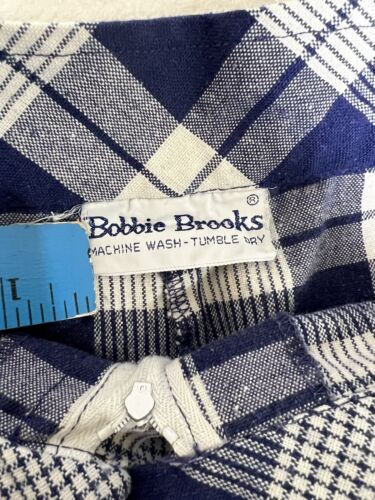 Bobbie Brooks®
MACHINE WASH-TUMBLE DRY
1